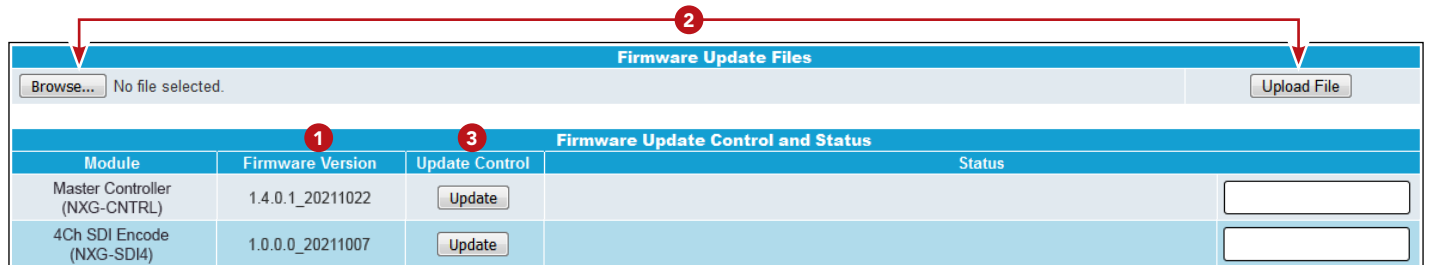 2
Firmware Update Files
Browse... No file selected. Upload File
1 3 Firmware Update Control and Status
Module Firmware Version Update Control Status
Master Controller
(NXG-CNTRL) 1.4.0.1_20211022 Update
4Ch SDI Encode
(NXG-SDI4) 1.0.0.0_20211007 Update